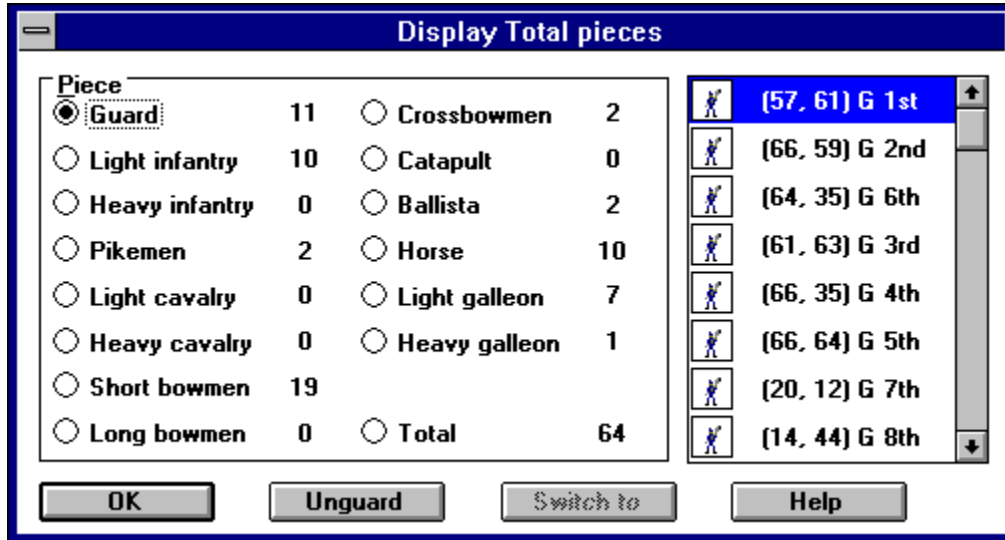 Display Total pieces
Piece
Guard 11 Crossbowmen 2
Light infantry 10 Catapult 0
Heavy infantry 0 Ballista 2
Pikemen 2 Horse 10
Light cavalry 0 Light galleon 7
Heavy cavalry 0 Heavy galleon 1
Short bowmen 19
Long bowmen 0 Total 64
(57, 61) G 1st
(66, 59) G 2nd
(64, 35) G 6th
(61, 63) G 3rd
(66, 35) G 4th
(66, 64) G 5th
(20, 12) G 7th
(14, 44) G 8th
OK Unguard Switch to Help